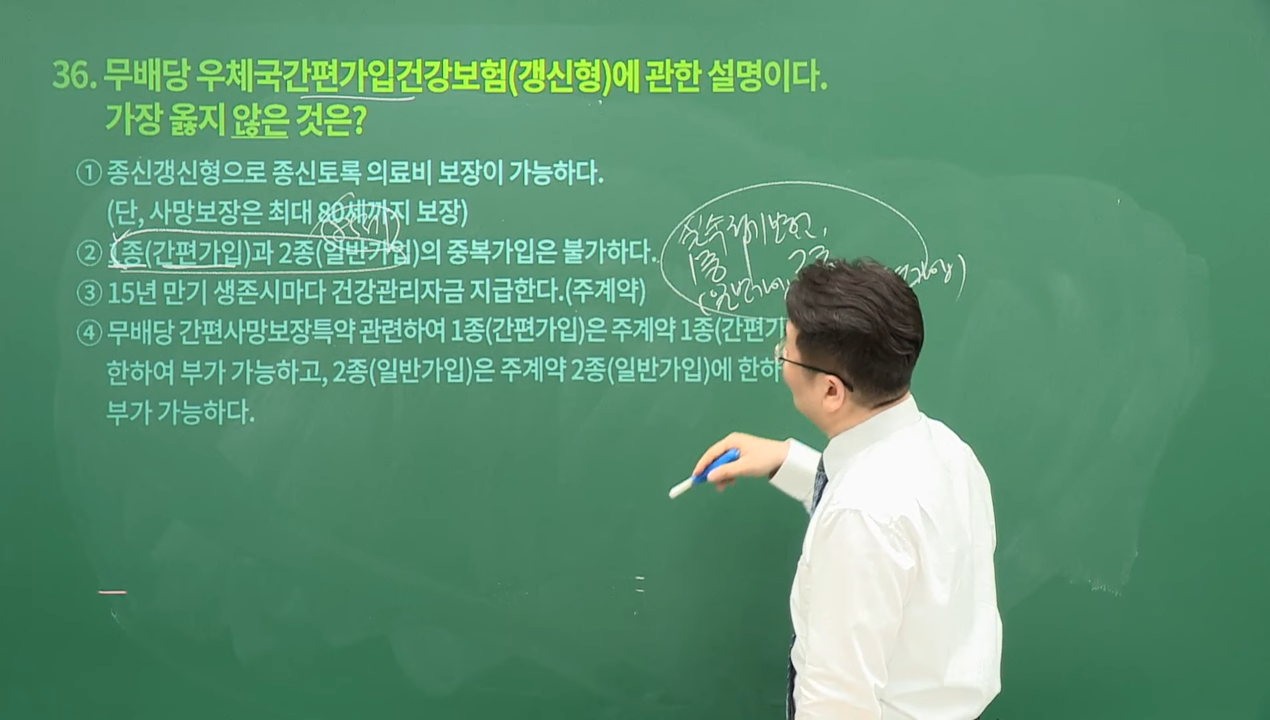 36. 무배당 우체국간편가입건강보험(갱신형)에 관한 설명이다.
가장 옳지 않은 것은?
① 종신갱신형으로 종신토록 의료비 보장이 가능하다.
(단, 사망보장은 최대 80세까지 보장)
② 1종(간편가입)과 2종(일반가입)의 중복가입은 불가하다.
③ 15년 만기 생존시마다 건강관리자금 지급한다.(주계약)
④ 무배당 간편사망보장특약 관련하여 1종(간편가입)은 주계약 1종(간편가
한하여 부가 가능하고, 2종(일반가입)은 주계약 2종(일반가입)에 한하
부가 가능하다.
1종 2종